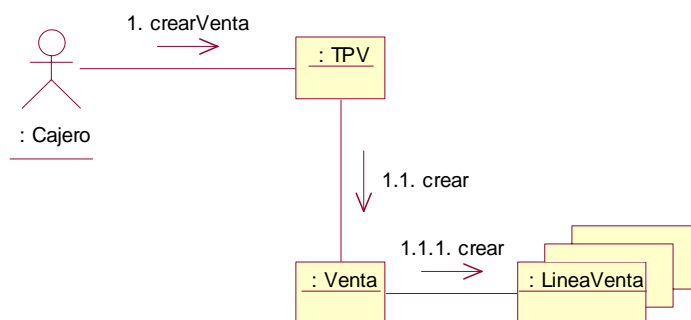 1. crearVenta
: TPV
: Cajero
1.1. crear
1.1.1. crear
: Venta
: LineaVenta